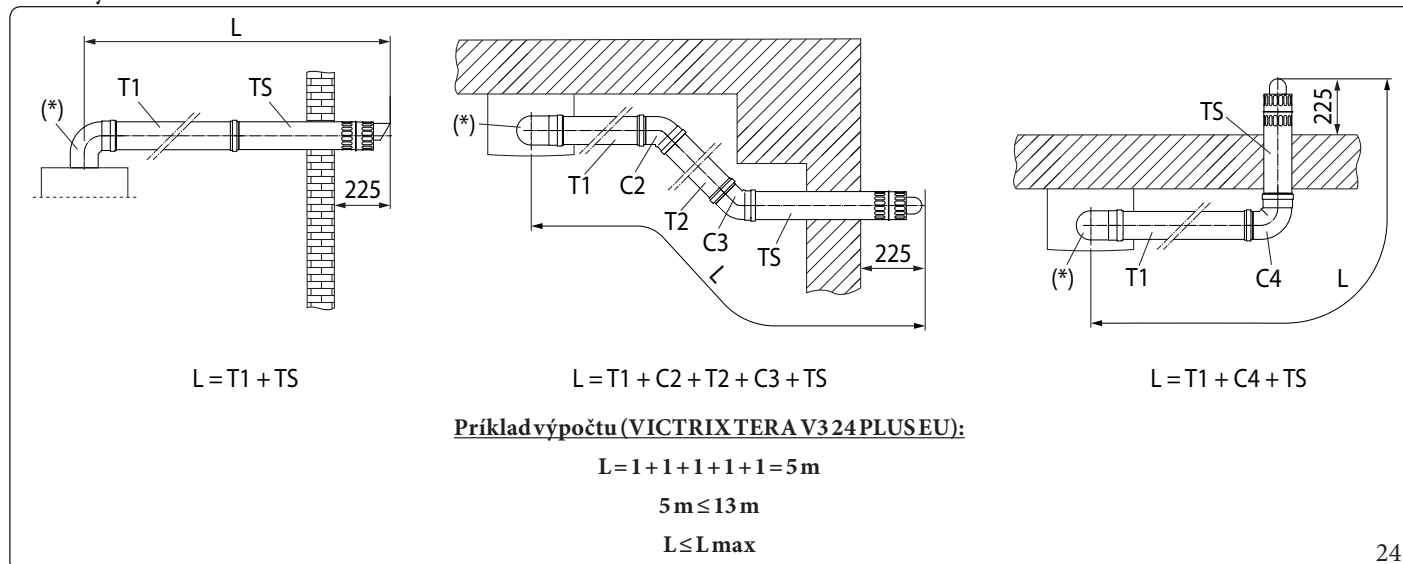 L
T1
TS
(*)
225
L = T1 + TS
(*)
T1
C2
T2
C3
TS
225
L
L = T1 + C2 + T2 + C3 + TS
TS
225
(*)
T1
C4
L
L = T1 + C4 + TS
Príklad výpočtu (VICTRIX TERA V3 24 PLUS EU):
L = 1 + 1 + 1 + 1 + 1 = 5 m
5 m ≤ 13 m
L ≤ L max
24